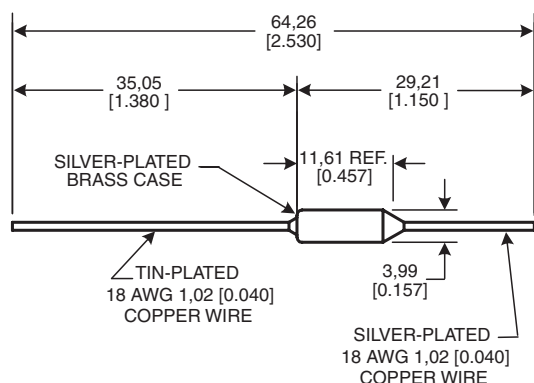 64,26
[2.530]
35,05
[1.380 ]
29,21
[1.150 ]
SILVER-PLATED
BRASS CASE
11,61 REF.
[0.457]
TIN-PLATED
18 AWG 1,02 [0.040]
COPPER WIRE
3,99
[0.157]
SILVER-PLATED
18 AWG 1,02 [0.040]
COPPER WIRE